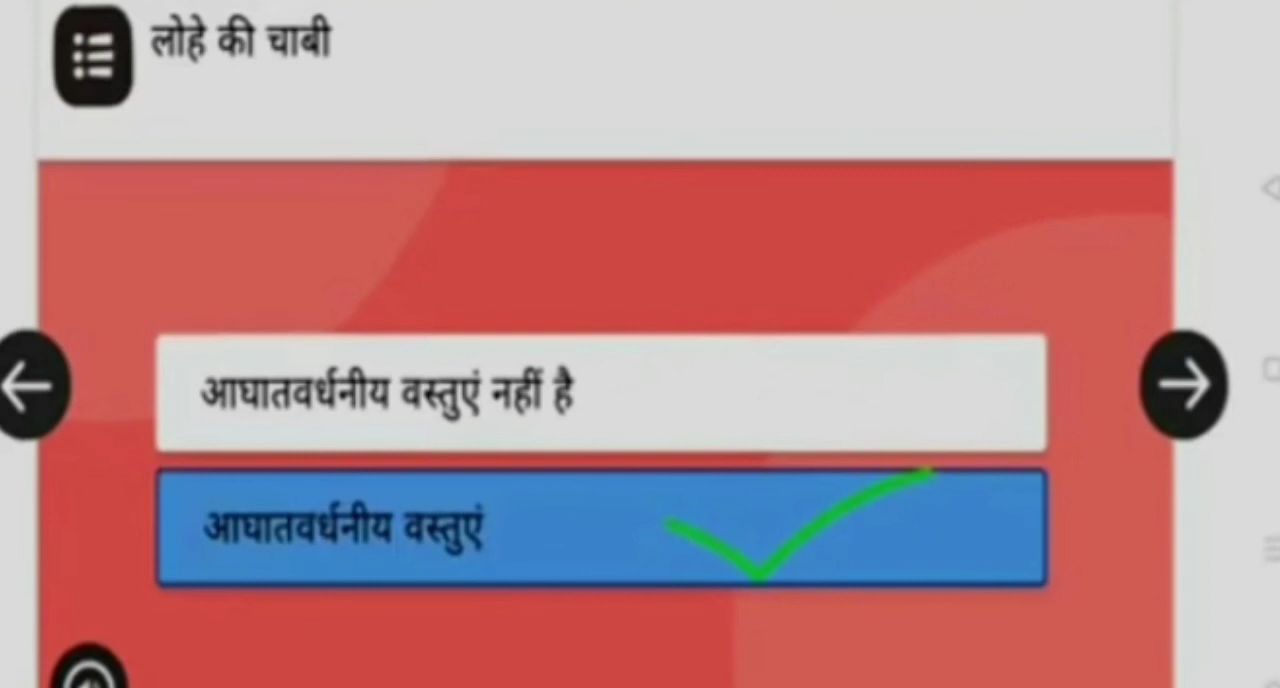 लोहे की चाबी
आघातवर्धनीय वस्तुएं नहीं है
आघातवर्धनीय वस्तुएं